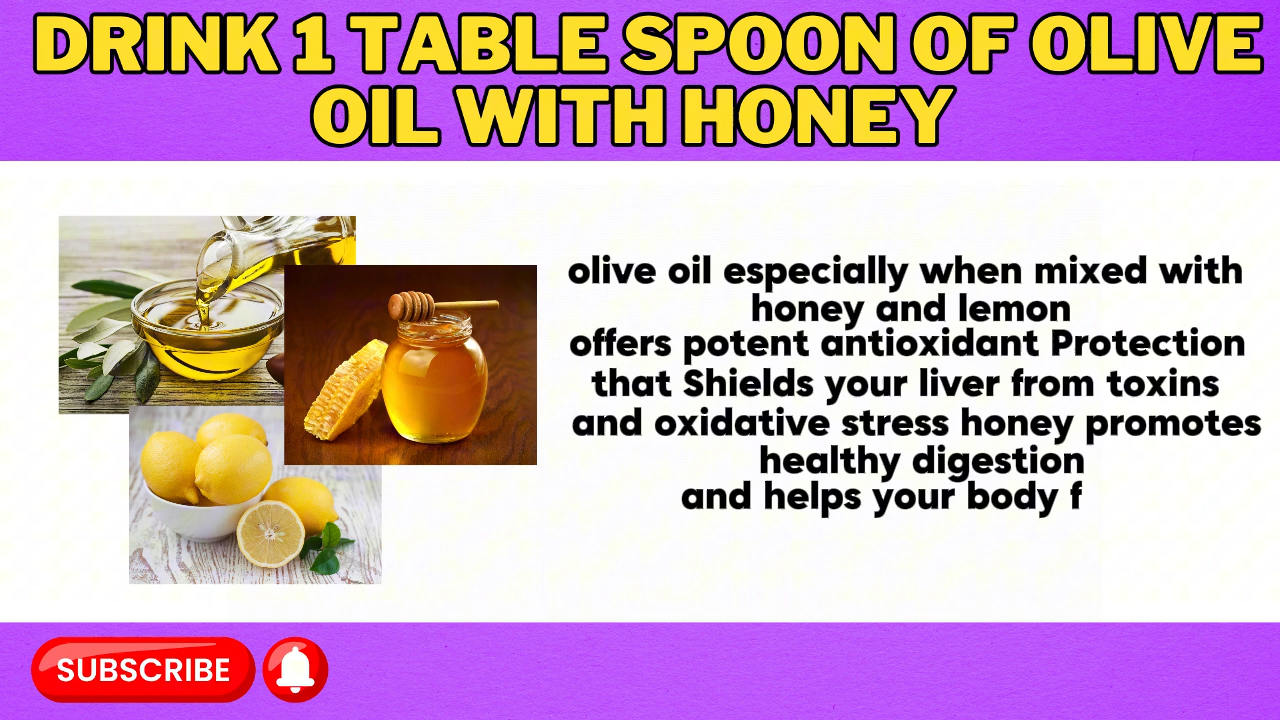 DRINK 1 TABLE SPOON OF OLIVE
OIL WITH HONEY
olive oil especially when mixed with
honey and lemon
offers potent antioxidant Protection
that Shields your liver from toxins
and oxidative stress honey promotes
healthy digestion
and helps your body f
SUBSCRIBE